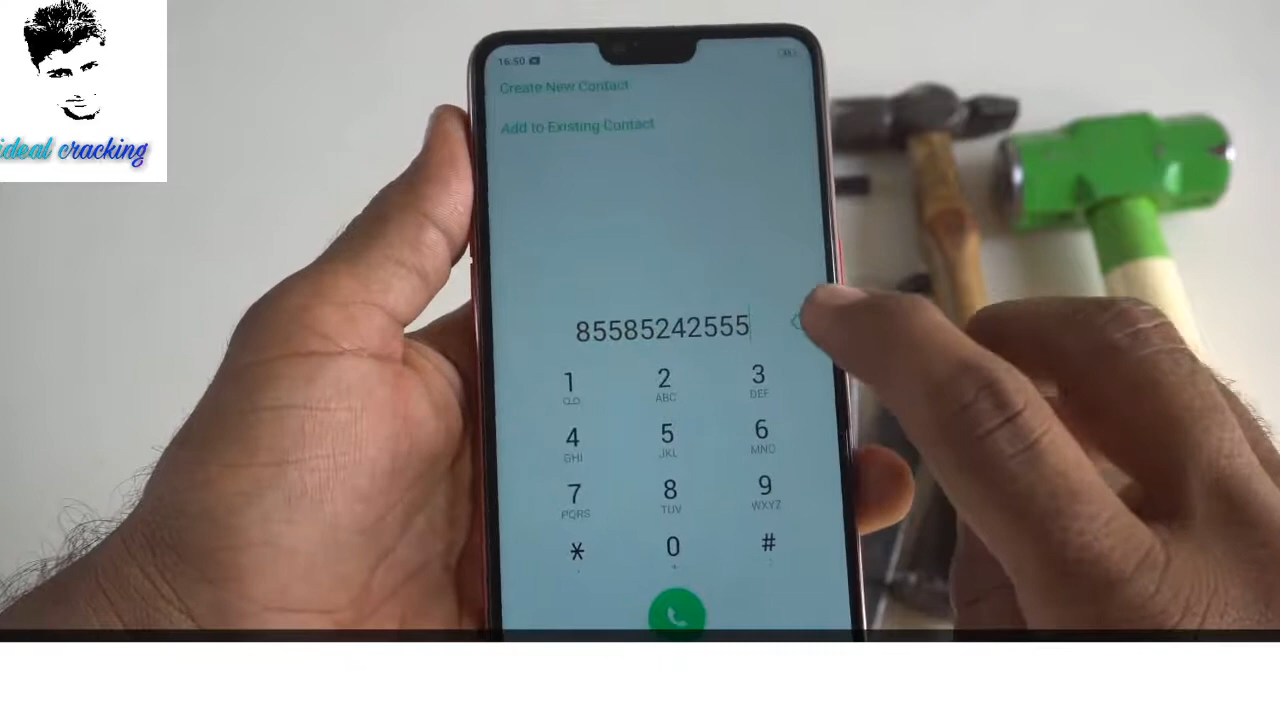 ideal cracking
16:50
Create New Contact
Add to Existing Contact
85585242555
1 2 3
ABC DEF
4 5 6
GHI JKL MNO
7 8 9
PQRS TUV WXYZ
* 0 #
+